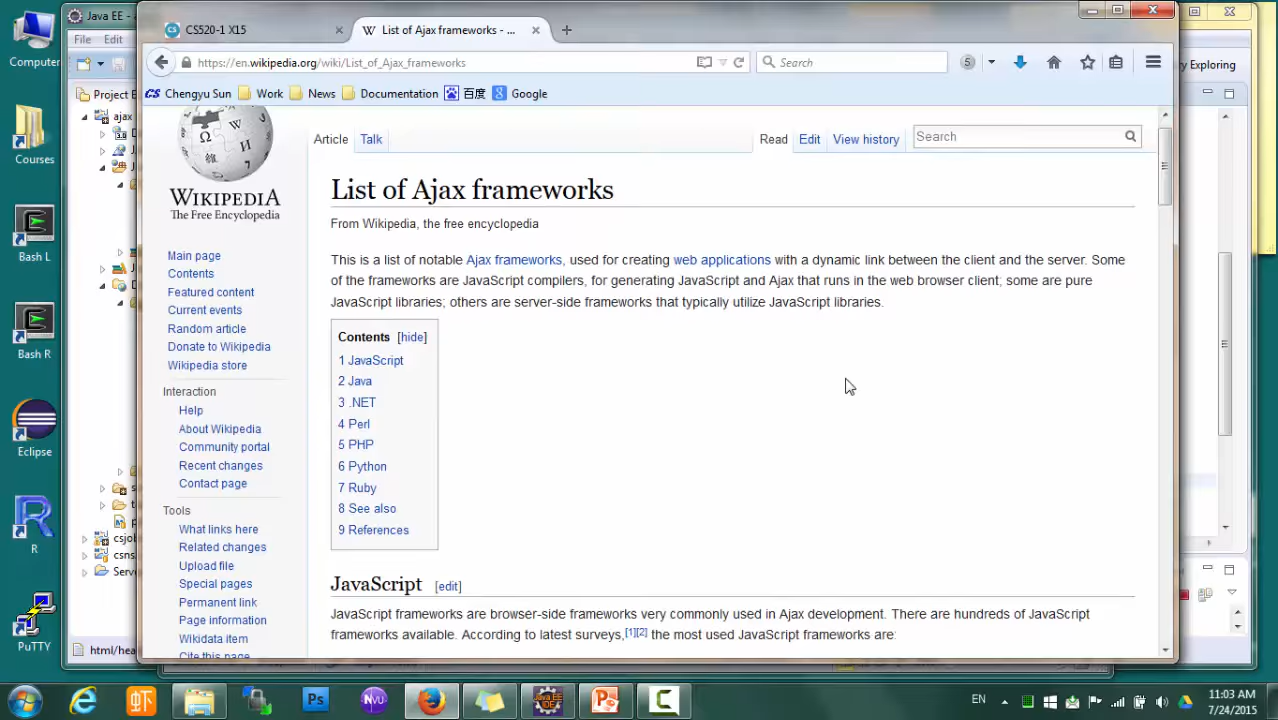 Java EE
File Edit
Project E
ajax
csjob
csns
Serve
html/hea
ry Exploring
Computer
Courses
Bash L
Bash R
Eclipse
R
PuTTY
CS520-1 X15
List of Ajax frameworks - ...
https://en.wikipedia.org/wiki/List_of_Ajax_frameworks
Search
5
CS Chengyu Sun Work News Documentation 百度 Google
WIKIPEDIA
The Free Encyclopedia
Main page
Contents
Featured content
Current events
Random article
Donate to Wikipedia
Wikipedia store
Interaction
Help
About Wikipedia
Community portal
Recent changes
Contact page
Tools
What links here
Related changes
Upload file
Special pages
Permanent link
Page information
Wikidata item
Cite this page
Article Talk Read Edit View history Search
List of Ajax frameworks
From Wikipedia, the free encyclopedia
This is a list of notable Ajax frameworks, used for creating web applications with a dynamic link between the client and the server. Some
of the frameworks are JavaScript compilers, for generating JavaScript and Ajax that runs in the web browser client; some are pure
JavaScript libraries; others are server-side frameworks that typically utilize JavaScript libraries.
Contents [hide]
1 JavaScript
2 Java
3 .NET
4 Perl
5 PHP
6 Python
7 Ruby
8 See also
9 References
JavaScript [edit]
JavaScript frameworks are browser-side frameworks very commonly used in Ajax development. There are hundreds of JavaScript
frameworks available. According to latest surveys,[1][2] the most used JavaScript frameworks are:
虾
Ps
NVU
EN
11:03 AM
7/24/2015